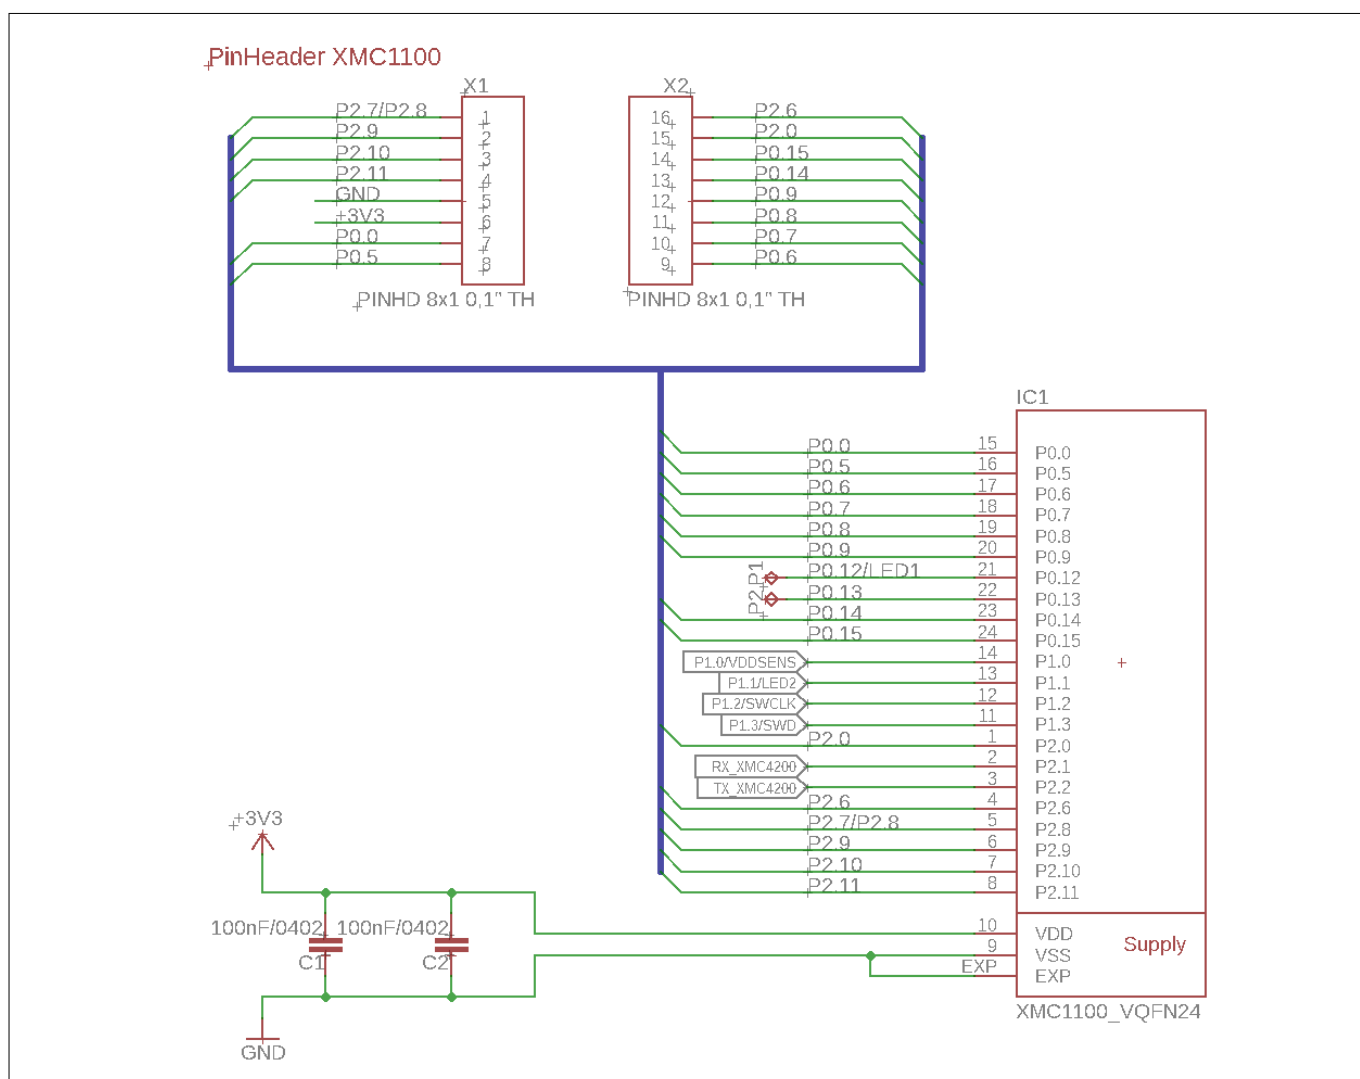 PinHeader XMC1100
X1 X2
P2.7/P2.8 1 16 P2.6
P2.9 2 15 P2.0
P2.10 3 14 P0.15
P2.11 4 13 P0.14
GND 5 12 P0.9
+3V3 6 11 P0.8
P0.0 7 10 P0.7
P0.5 8 9 P0.6
PINHD 8x1 0,1" TH PINHD 8x1 0,1" TH
IC1
P0.0 15 P0.0
P0.5 16 P0.5
P0.6 17 P0.6
P0.7 18 P0.7
P0.8 19 P0.8
P0.9 20 P0.9
P1 P0.12/LED1 21 P0.12
P2 P0.13 22 P0.13
P0.14 23 P0.14
P0.15 24 P0.15
P1.0/VDDSENS 14 P1.0
P1.1/LED2 13 P1.1
P1.2/SWCLK 12 P1.2
P1.3/SWD 11 P1.3
P2.0 1 P2.0
RX_XMC4200 2 P2.1
TX_XMC4200 3 P2.2
P2.6 4 P2.6
P2.7/P2.8 5 P2.8
P2.9 6 P2.9
P2.10 7 P2.10
P2.11 8 P2.11
+3V3
100nF/0402 100nF/0402
C1 C2
GND
10 VDD
9 VSS
EXP EXP
Supply
XMC1100_VQFN24